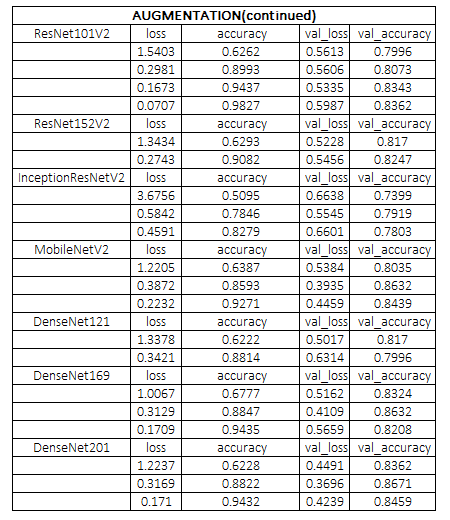 AUGMENTATION(continued)
ResNet101V2 loss accuracy val_loss val_accuracy
1.5403 0.6262 0.5613 0.7996
0.2981 0.8993 0.5606 0.8073
0.1673 0.9437 0.5335 0.8343
0.0707 0.9827 0.5987 0.8362
ResNet152V2 loss accuracy val_loss val_accuracy
1.3434 0.6293 0.5228 0.817
0.2743 0.9082 0.5456 0.8247
InceptionResNetV2 loss accuracy val_loss val_accuracy
3.6756 0.5095 0.6638 0.7399
0.5842 0.7846 0.5545 0.7919
0.4591 0.8279 0.6601 0.7803
MobileNetV2 loss accuracy val_loss val_accuracy
1.2205 0.6387 0.5384 0.8035
0.3872 0.8593 0.3935 0.8632
0.2232 0.9271 0.4459 0.8439
DenseNet121 loss accuracy val_loss val_accuracy
1.3378 0.6222 0.5017 0.817
0.3421 0.8814 0.6314 0.7996
DenseNet169 loss accuracy val_loss val_accuracy
1.0067 0.6777 0.5162 0.8324
0.3129 0.8847 0.4109 0.8632
0.1709 0.9435 0.5659 0.8208
DenseNet201 loss accuracy val_loss val_accuracy
1.2237 0.6228 0.4491 0.8362
0.3169 0.8822 0.3696 0.8671
0.171 0.9432 0.4239 0.8459